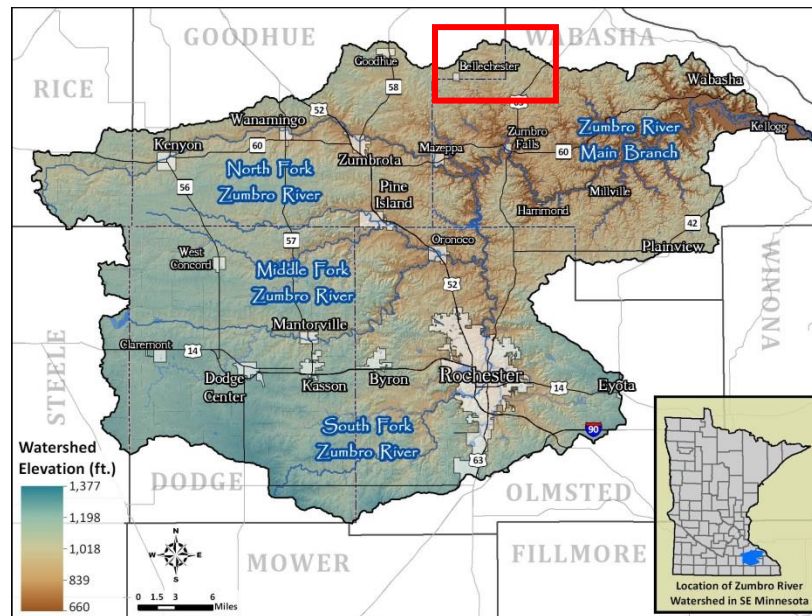 GOODHUE
WABASHA
RICE
Goodhue
Bellechester
58
63
Wabasha
Kellogg
52
Wanamingo
Kenyon
60
Zumbrota
Mazeppa
Zumbro
Falls
60
Zumbro River
Main Branch
North Fork
Zumbro River
56
Pine
Island
Millville
Hammond
42
Plainview
57
West
Concord
Oronoco
Middle Fork
Zumbro River
52
WINONA
Mantorville
Claremont
14
Dodge
Center
Kasson
Byron
Rochester
14
Eyota
STEELE
South Fork
Zumbro River
90
63
Watershed
Elevation (ft.)
1,377
1,198
1,018
839
660
DODGE
OLMSTED
MOWER
FILLMORE
N
W
E
S
0 1.5 3 6
Miles
Location of Zumbro River
Watershed in SE Minnesota